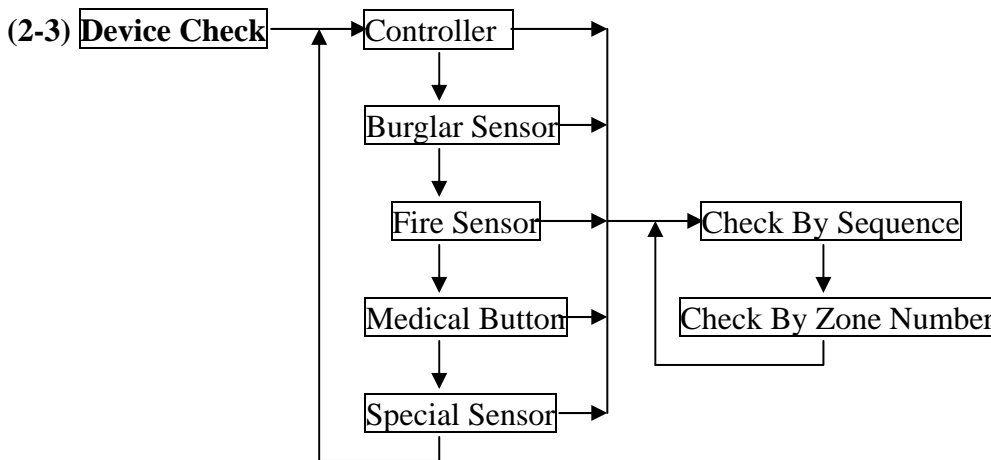 (2-3) Device Check
Controller
Burglar Sensor
Fire Sensor
Check By Sequence
Medical Button
Check By Zone Number
Special Sensor